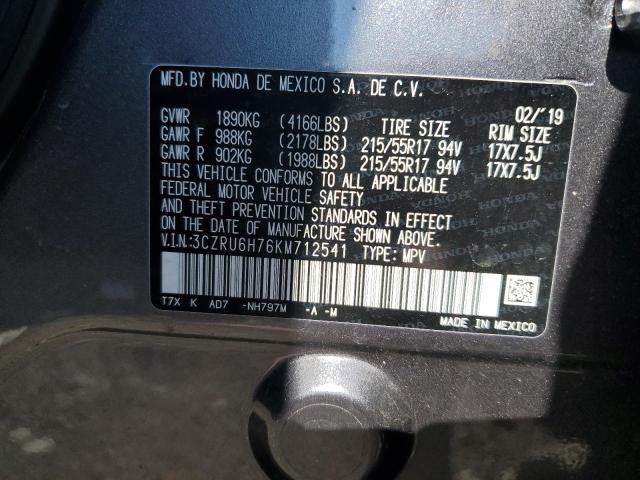 MFD.BY HONDA DE MEXICO S.A. DE C.V.
02/'19
GVWR 1890KG (4166LBS) TIRE SIZE RIM SIZE
GAWR F 988KG (2178LBS) 215/55R17 94V 17X7.5J
GAWR R 902KG (1988LBS) 215/55R17 94V 17X7.5J
THIS VEHICLE CONFORMS TO ALL APPLICABLE
FEDERAL MOTOR VEHICLE SAFETY
AND THEFT PREVENTION STANDARDS IN EFFECT
ON THE DATE OF MANUFACTURE SHOWN ABOVE.
V.I.N:3CZRU6H76KM712541 TYPE: MPV
T7X K AD7 -NH797M -A -M
MADE IN MEXICO